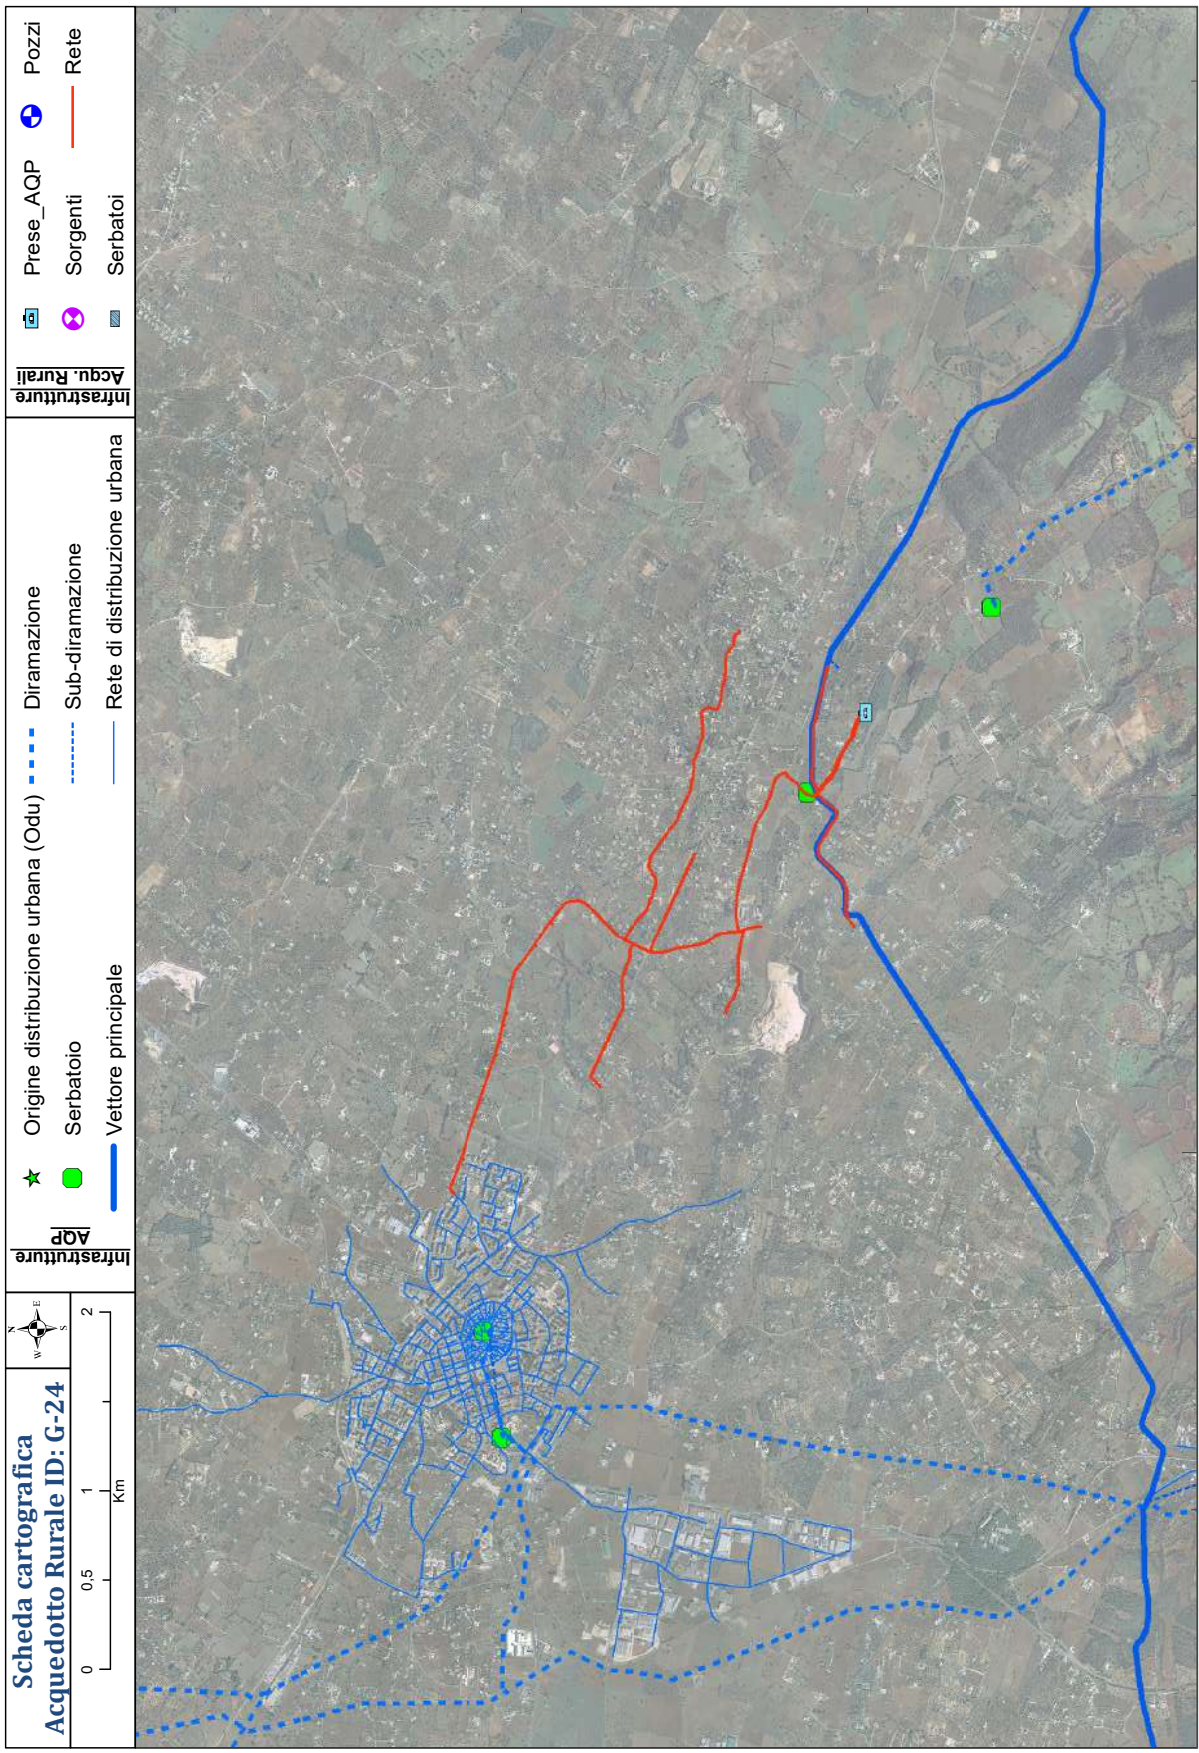 Scheda cartografica
Acquedotto Rurale ID: G-24
N
W
E
S
0
0,5
1
2
Km
Infrastrutture
AQP
Origine distribuzione urbana (Odu)
Serbatoio
Vettore principale
Diramazione
Sub-diramazione
Rete di distribuzione urbana
Infrastrutture
Acqu. Rurali
Prese_AQP
Sorgenti
Serbatoi
Pozzi
Rete